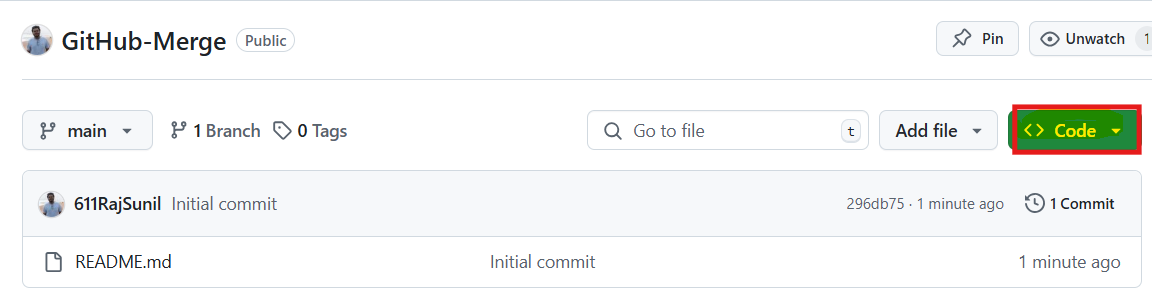 GitHub-Merge Public Pin Unwatch 1
main 1 Branch 0 Tags Go to file t Add file <> Code
611RajSunil Initial commit 296db75 · 1 minute ago 1 Commit
README.md Initial commit 1 minute ago